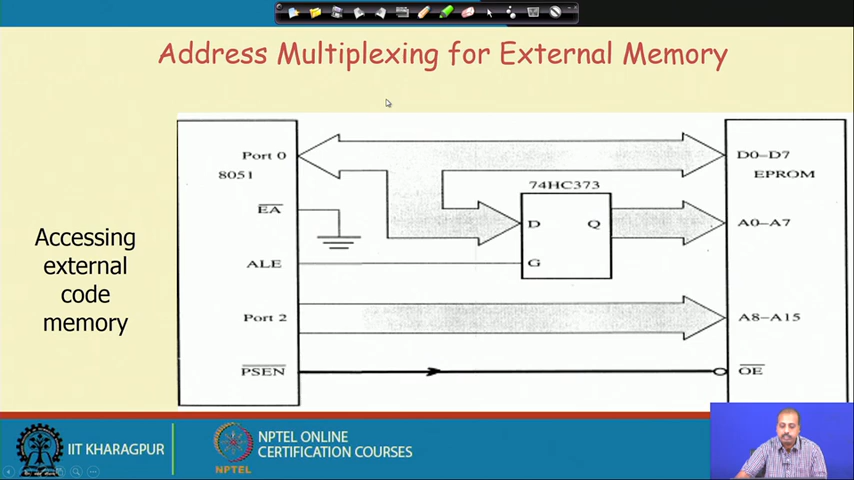 Address Multiplexing for External Memory
Port 0
8051
EA
ALE
Port 2
PSEN
74HC373
D
Q
G
D0–D7
EPROM
A0–A7
A8–A15
OE
Accessing
external
code
memory
IIT KHARAGPUR
NPTEL
NPTEL ONLINE
CERTIFICATION COURSES